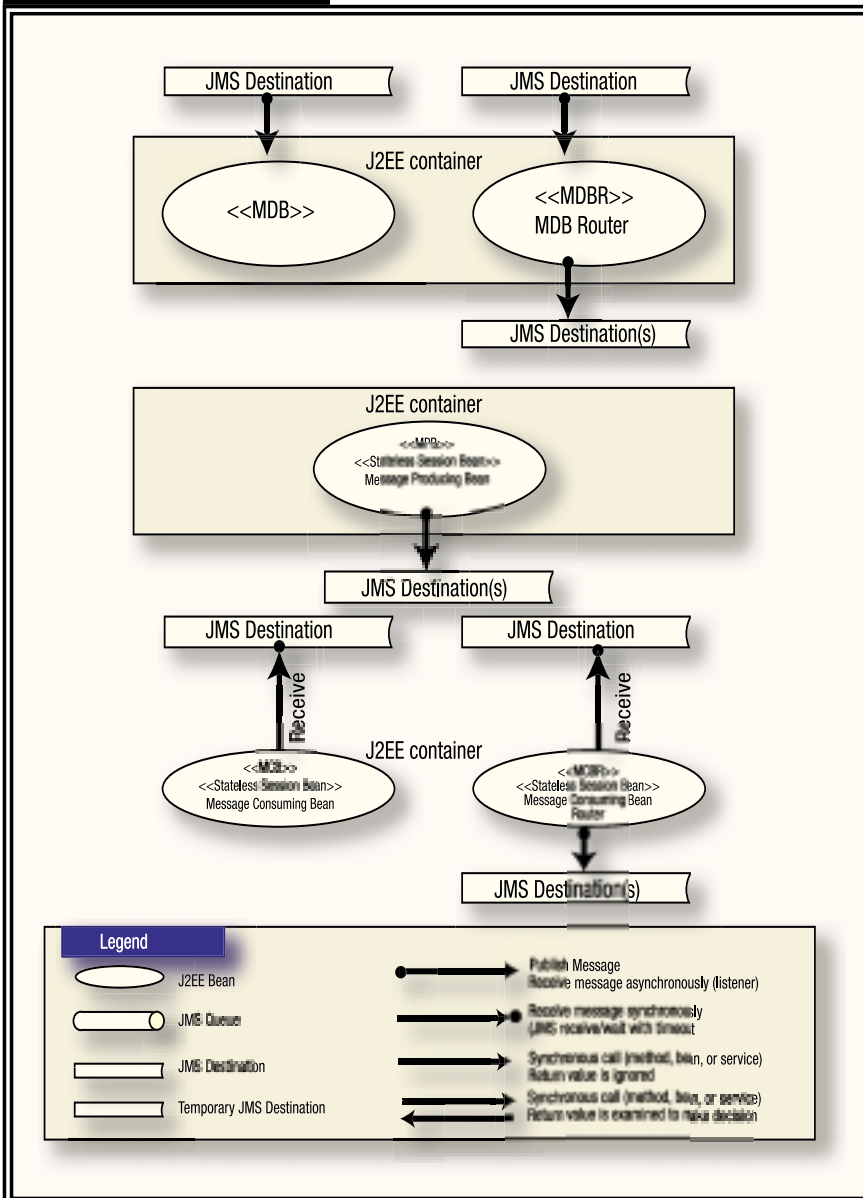 JMS Destination
JMS Destination
J2EE container
<<MDB>>
<<MDBR>>
MDB Router
JMS Destination(s)
J2EE container
<<MPB>>
<<Stateless Session Bean>>
Message Producing Bean
JMS Destination(s)
JMS Destination
JMS Destination
Receive
Receive
J2EE container
<<MCB>>
<<Stateless Session Bean>>
Message Consuming Bean
<<MCBR>>
<<Stateless Session Bean>>
Message Consuming Bean
Router
JMS Destination(s)
Legend
J2EE Bean
JMS Queue
JMS Destination
Temporary JMS Destination
Publish Message
Receive message asynchronously (listener)
Receive message synchronously
(JMS receive/wait with timeout
Synchronous call (method, bean, or service)
Return value is ignored
Synchronous call (method, bean, or service)
Return value is examined to make decision